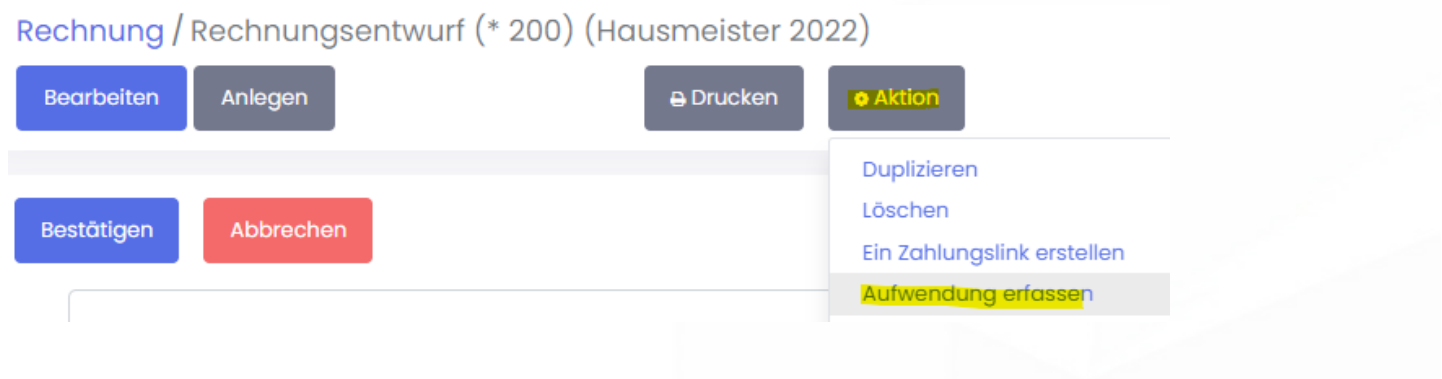 Rechnung / Rechnungsentwurf (* 200) (Hausmeister 2022)
Bearbeiten Anlegen Drucken Aktion
Duplizieren
Löschen
Bestätigen Abbrechen
Ein Zahlungslink erstellen
Aufwendung erfassen